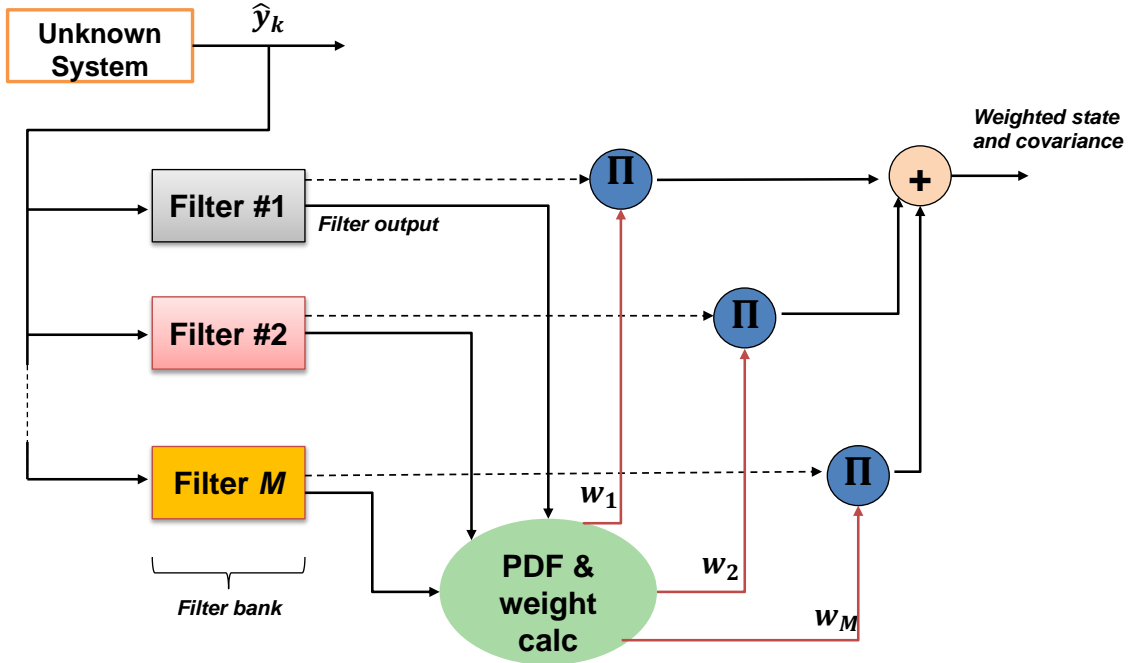 Unknown
System
ŷₖ
Weighted state
and covariance
Π
+
Filter #1
Filter output
Filter #2
Π
Filter M
Π
w₁
PDF &
weight
calc
w₂
w_M
Filter bank